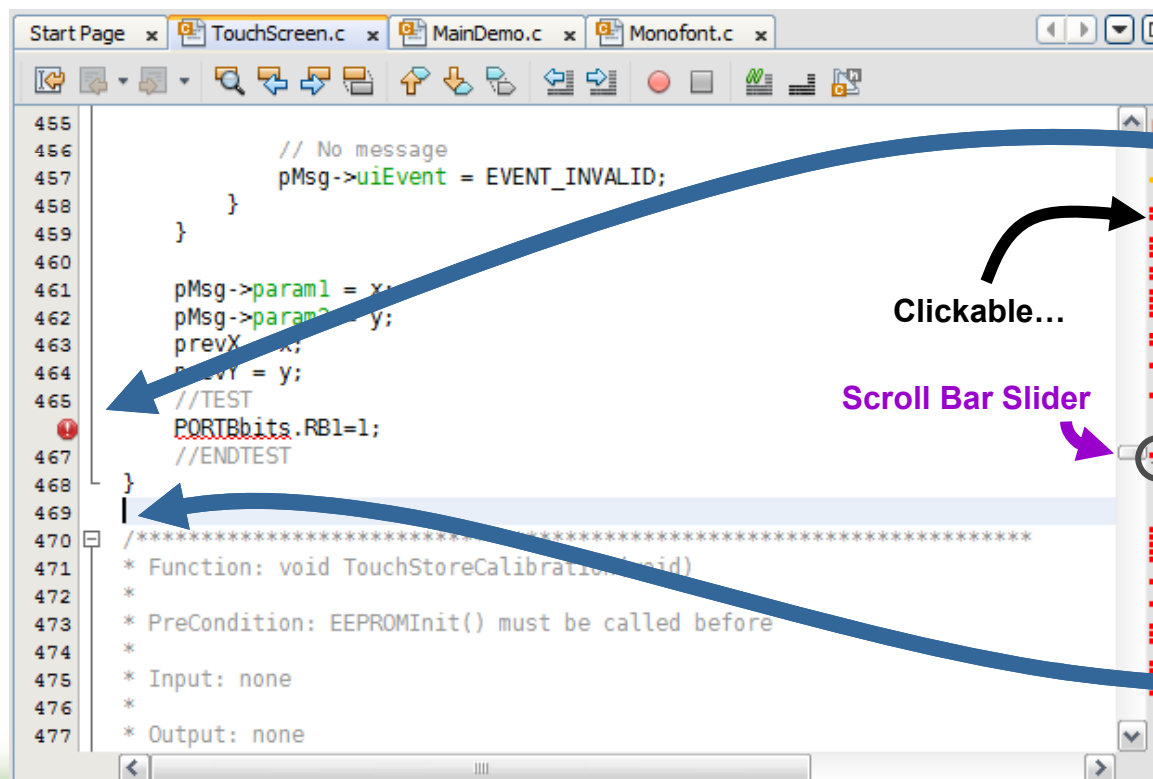 Start Page x TouchScreen.c x MainDemo.c x Monofont.c x
455
456 // No message
457 pMsg->uiEvent = EVENT_INVALID;
458 }
459 }
460
461 pMsg->param1 = x;
462 pMsg->param2 = y;
463 prevX = x;
464 prevY = y;
465 //TEST
PORTBbits.RB1=1;
467 //ENDTEST
468 }
469
470 /*********************************************************************
471 * Function: void TouchStoreCalibration(void)
472 *
473 * PreCondition: EEPROMInit() must be called before
474 *
475 * Input: none
476 *
477 * Output: none
Clickable…
Scroll Bar Slider